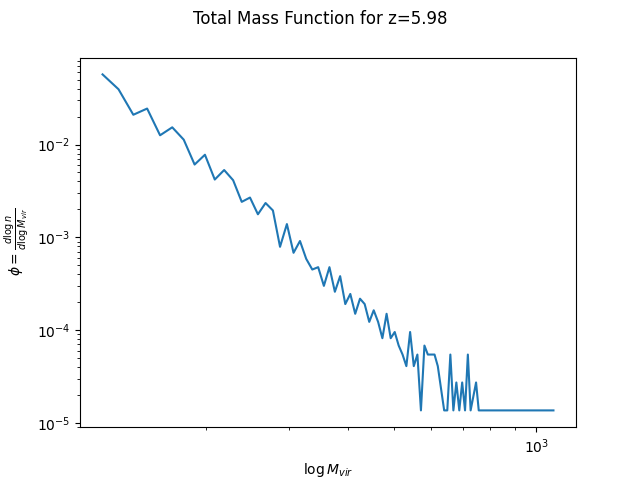 Total Mass Function for z=5.98
ϕ = d log n / d log M_vir
10⁻²
10⁻³
10⁻⁴
10⁻⁵
10³
log M_vir